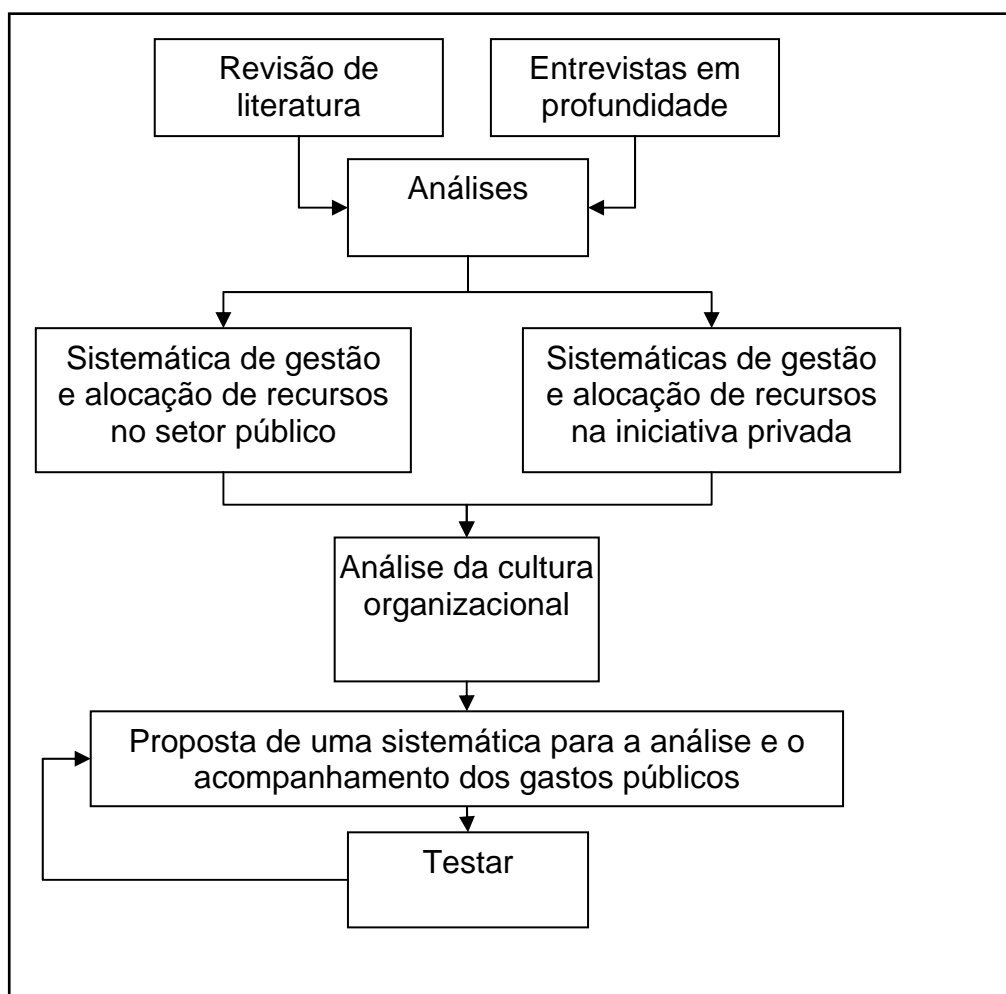 Revisão de
literatura
Entrevistas em
profundidade
Análises
Sistemática de gestão
e alocação de recursos
no setor público
Sistemáticas de gestão
e alocação de recursos
na iniciativa privada
Análise da cultura
organizacional
Proposta de uma sistemática para a análise e o
acompanhamento dos gastos públicos
Testar